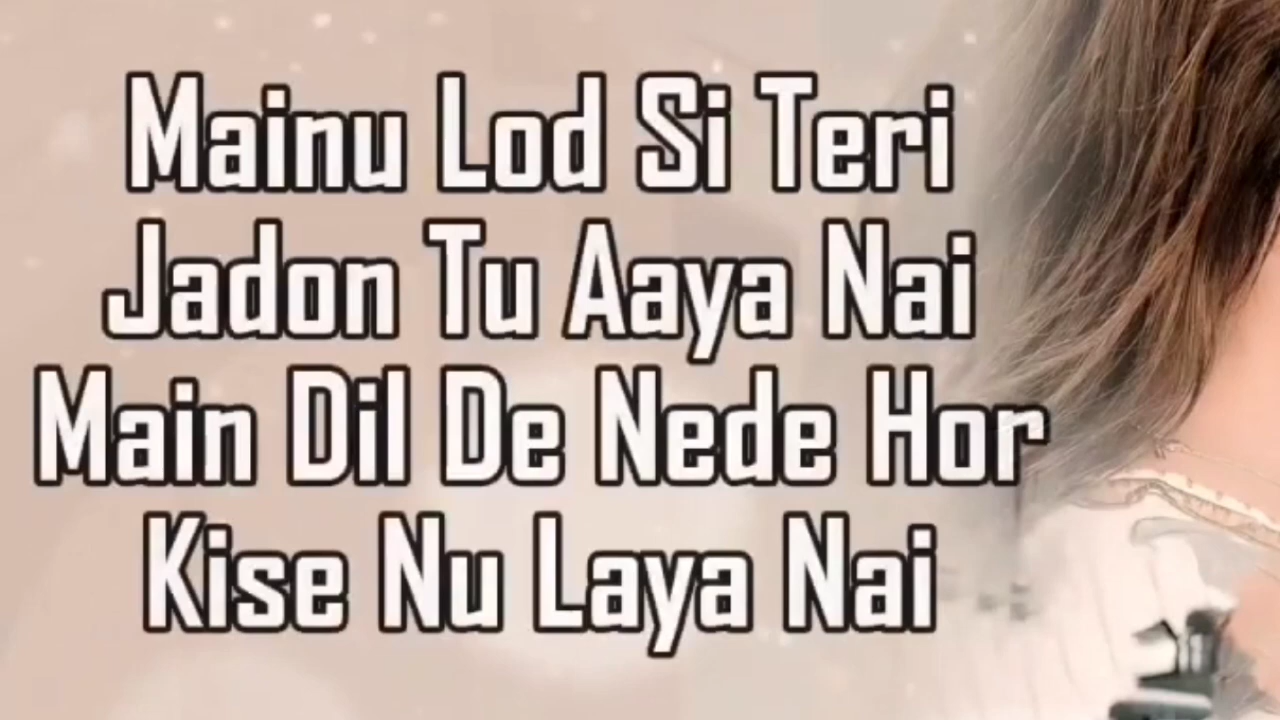 Mainu Lod Si Teri
Jadon Tu Aaya Nai
Main Dil De Nede Hor
Kise Nu Laya Nai